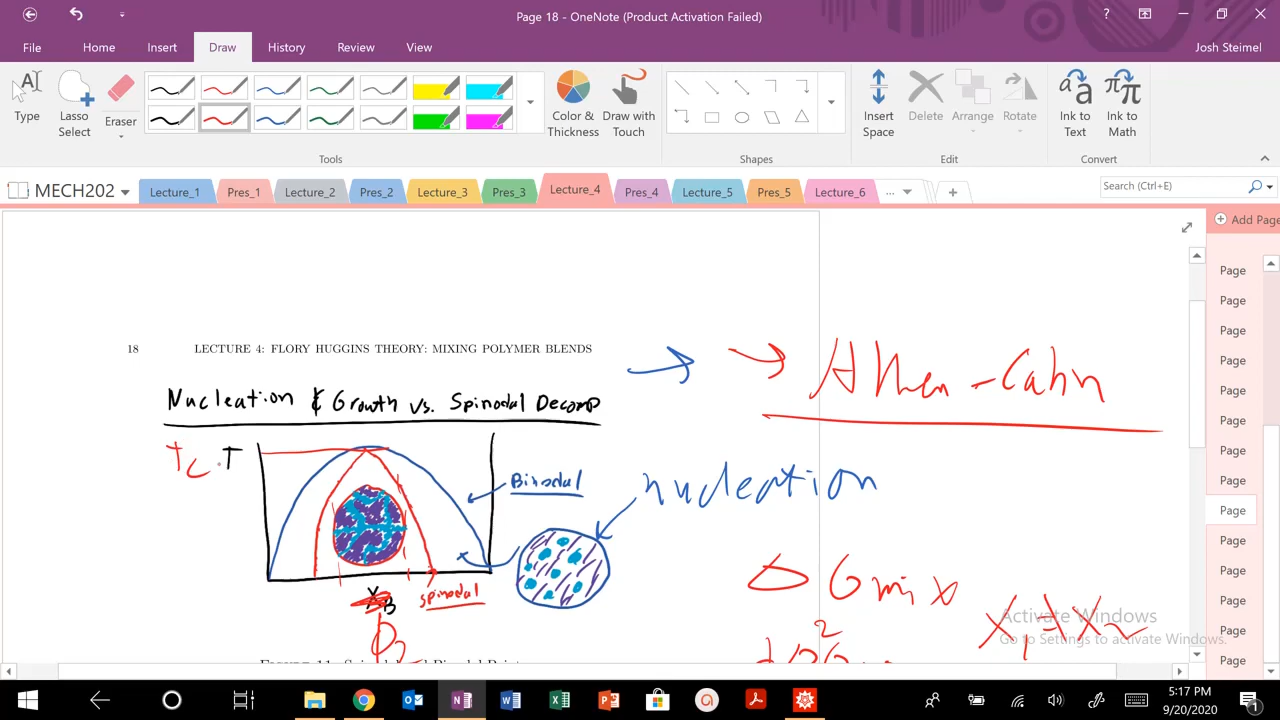 Page 18 - OneNote (Product Activation Failed)
?
File Home Insert Draw History Review View Josh Steimel
Type
Lasso Select
Eraser
Color & Thickness
Draw with Touch
Insert Space
Delete
Arrange
Rotate
Ink to Text
Ink to Math
Tools Shapes Edit Convert
MECH202 Lecture_1 Pres_1 Lecture_2 Pres_2 Lecture_3 Pres_3 Lecture_4 Pres_4 Lecture_5 Pres_5 Lecture_6 ... Search (Ctrl+E)
Add Page
Page
Page
Page
Page
Page
Page
Page
Page
Page
Page
Page
Page
Page
Page
18 LECTURE 4: FLORY HUGGINS THEORY: MIXING POLYMER BLENDS
Allen-Cahn
Nucleation & Growth vs. Spinodal Decomp
Tc T
Binodal
nucleation
XB
spinodal
ΔGmix
X1 ≠ X2
Activate Windows
Go to Settings to activate Windows.
5:17 PM
9/20/2020